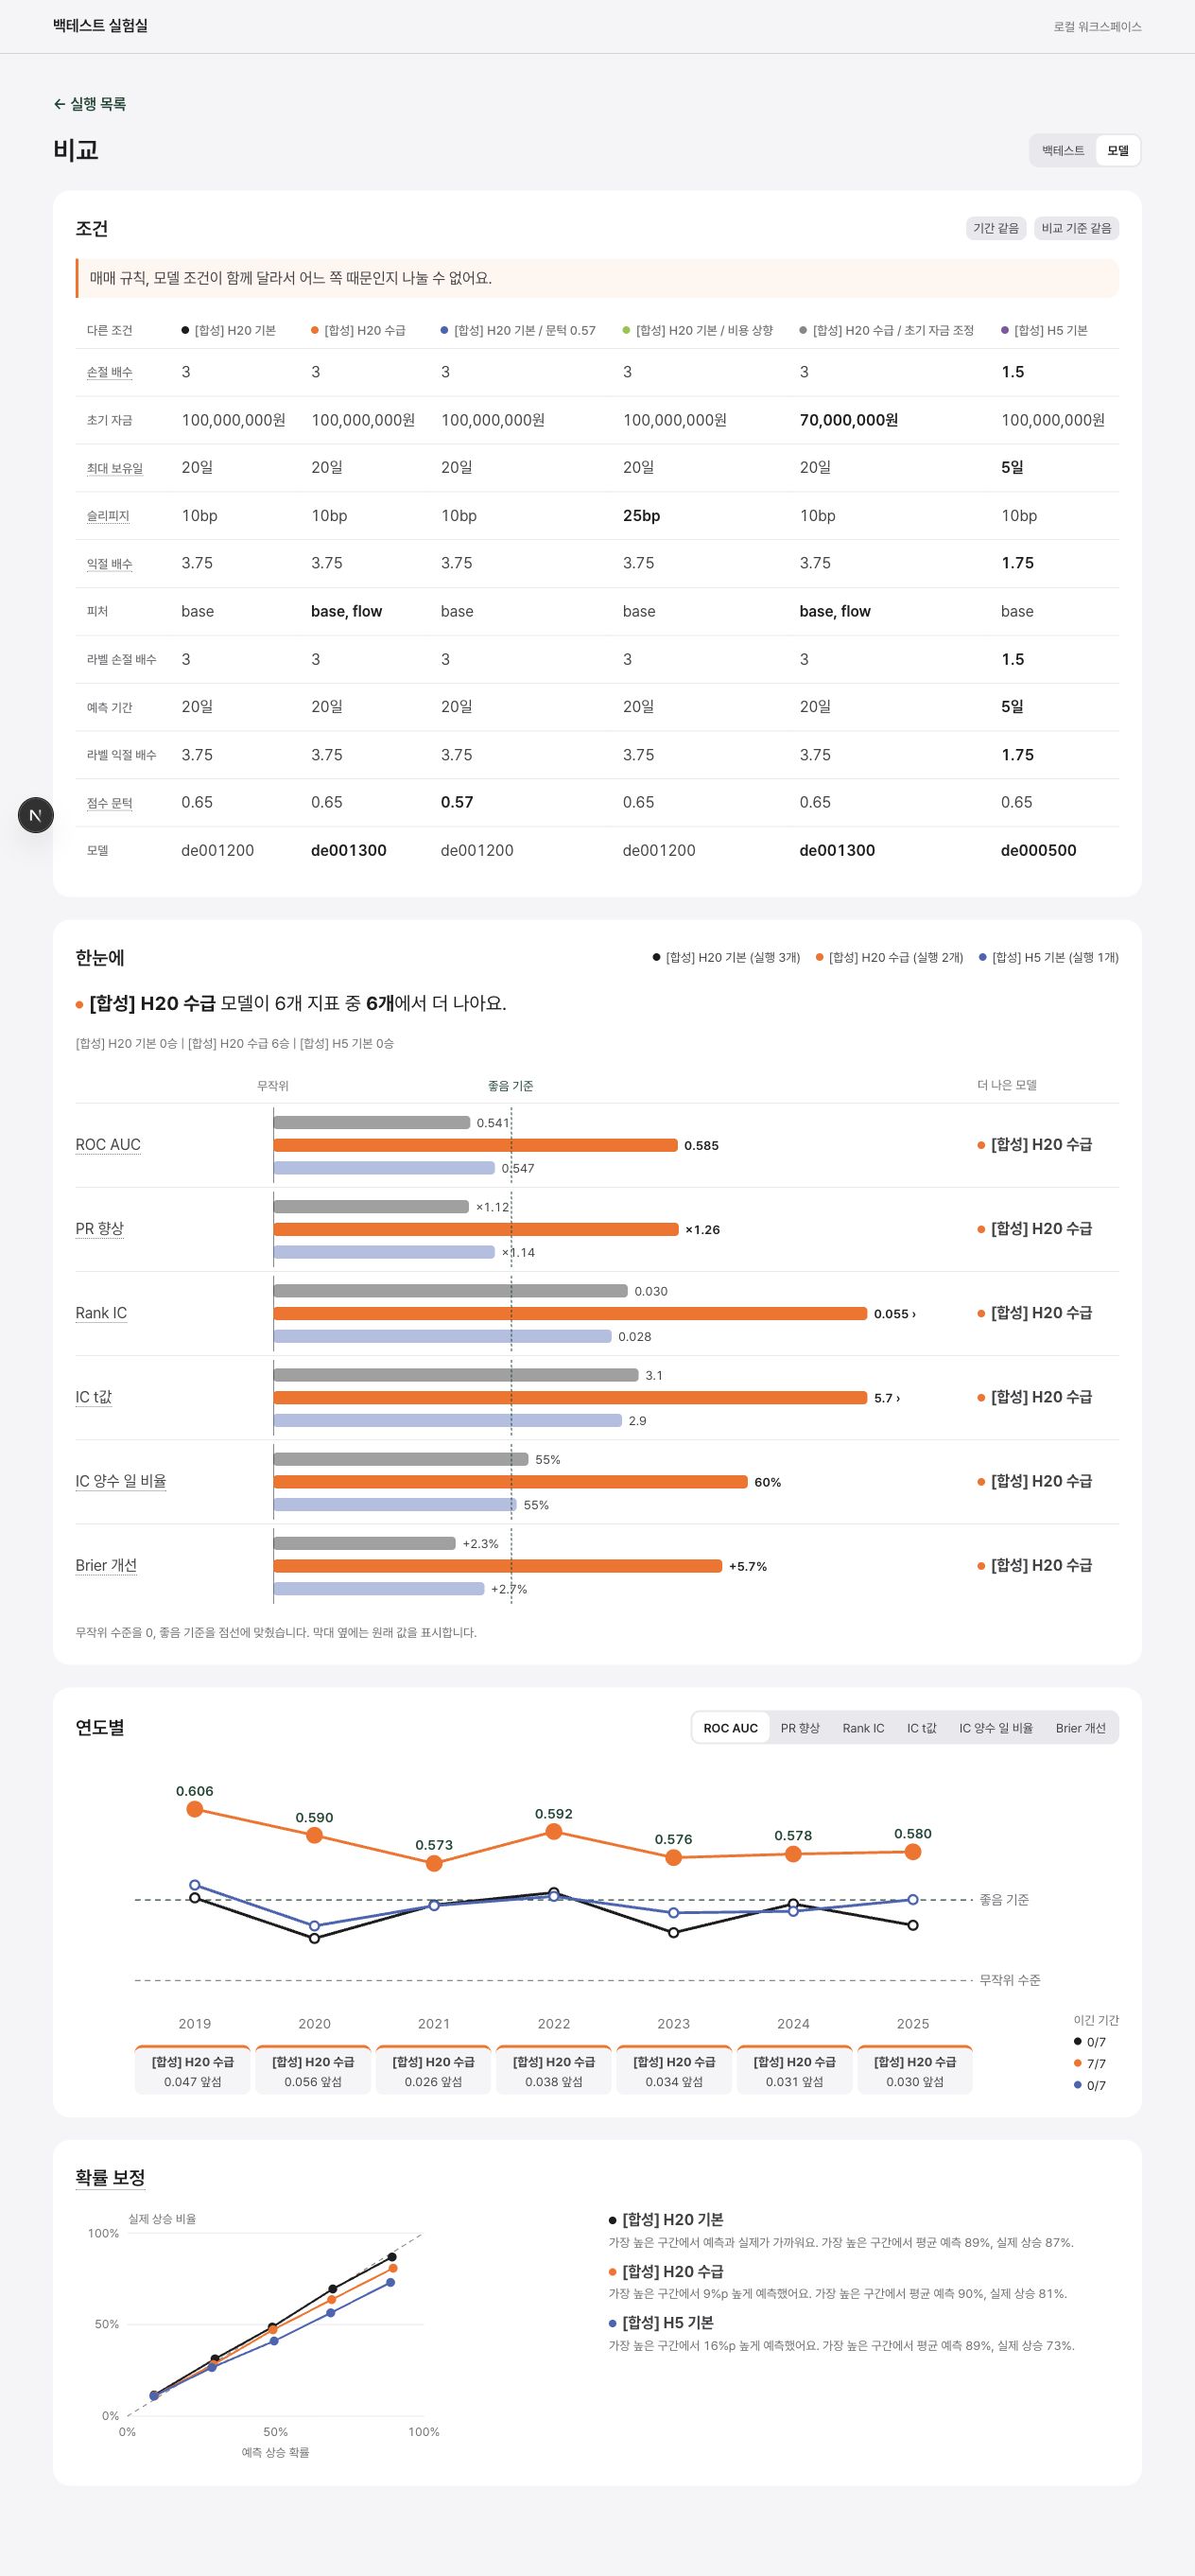 백테스트 실험실
로컬 워크스페이스
← 실행 목록
비교
백테스트 모델
조건
기간 같음 비교 기준 같음
매매 규칙, 모델 조건이 함께 달라서 어느 쪽 때문인지 나눌 수 없어요.
다른 조건 [합성] H20 기본 [합성] H20 수급 [합성] H20 기본 / 문턱 0.57 [합성] H20 기본 / 비용 상향 [합성] H20 수급 / 초기 자금 조정 [합성] H5 기본
손절 배수 3 3 3 3 3 1.5
초기 자금 100,000,000원 100,000,000원 100,000,000원 100,000,000원 70,000,000원 100,000,000원
최대 보유일 20일 20일 20일 20일 20일 5일
슬리피지 10bp 10bp 10bp 25bp 10bp 10bp
익절 배수 3.75 3.75 3.75 3.75 3.75 1.75
피처 base base, flow base base base, flow base
라벨 손절 배수 3 3 3 3 3 1.5
예측 기간 20일 20일 20일 20일 20일 5일
라벨 익절 배수 3.75 3.75 3.75 3.75 3.75 1.75
점수 문턱 0.65 0.65 0.57 0.65 0.65 0.65
모델 de001200 de001300 de001200 de001200 de001300 de000500
N
한눈에
[합성] H20 기본 (실행 3개) [합성] H20 수급 (실행 2개) [합성] H5 기본 (실행 1개)
[합성] H20 수급 모델이 6개 지표 중 6개에서 더 나아요.
[합성] H20 기본 0승 | [합성] H20 수급 6승 | [합성] H5 기본 0승
무작위 좋음 기준 더 나은 모델
ROC AUC 0.541 0.585 0.547 [합성] H20 수급
PR 향상 ×1.12 ×1.26 ×1.14 [합성] H20 수급
Rank IC 0.030 0.055 › 0.028 [합성] H20 수급
IC t값 3.1 5.7 › 2.9 [합성] H20 수급
IC 양수 일 비율 55% 60% 55% [합성] H20 수급
Brier 개선 +2.3% +5.7% +2.7% [합성] H20 수급
무작위 수준을 0, 좋음 기준을 점선에 맞췄습니다. 막대 옆에는 원래 값을 표시합니다.
연도별
ROC AUC PR 향상 Rank IC IC t값 IC 양수 일 비율 Brier 개선
0.606 0.590 0.573 0.592 0.576 0.578 0.580
좋음 기준
무작위 수준
2019 2020 2021 2022 2023 2024 2025
[합성] H20 수급 [합성] H20 수급 [합성] H20 수급 [합성] H20 수급 [합성] H20 수급 [합성] H20 수급 [합성] H20 수급
0.047 앞섬 0.056 앞섬 0.026 앞섬 0.038 앞섬 0.034 앞섬 0.031 앞섬 0.030 앞섬
이긴 기간
0/7
7/7
0/7
확률 보정
실제 상승 비율
100%
50%
0%
0% 50% 100%
예측 상승 확률
[합성] H20 기본
가장 높은 구간에서 예측과 실제가 가까워요. 가장 높은 구간에서 평균 예측 89%, 실제 상승 87%.
[합성] H20 수급
가장 높은 구간에서 9%p 높게 예측했어요. 가장 높은 구간에서 평균 예측 90%, 실제 상승 81%.
[합성] H5 기본
가장 높은 구간에서 16%p 높게 예측했어요. 가장 높은 구간에서 평균 예측 89%, 실제 상승 73%.